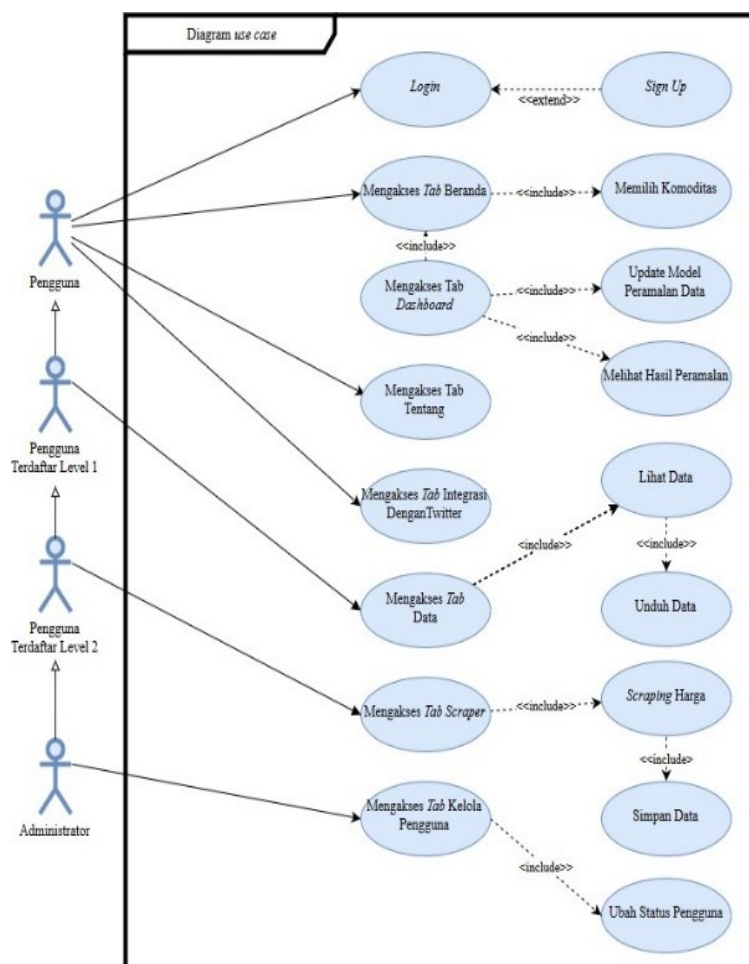 Diagram use case
Login
<<extend>>
Sign Up
Mengakses Tab Beranda
<<include>>
Memilih Komoditas
<<include>>
Pengguna
Mengakses Tab
Dashboard
<<include>>
Update Model
Peramalan Data
<<include>>
Melihat Hasil Peramalan
Mengakses Tab
Tentang
Pengguna
Terdaftar Level 1
Mengakses Tab Integrasi
DenganTwitter
Lihat Data
<include>>
<<include>>
Mengakses Tab
Data
Unduh Data
Pengguna
Terdaftar Level 2
Mengakses Tab Scraper
<<include>>
Scraping Harga
<<include>
Administrator
Mengakses Tab Kelola
Pengguna
Simpan Data
<include>>
Ubah Status Pengguna